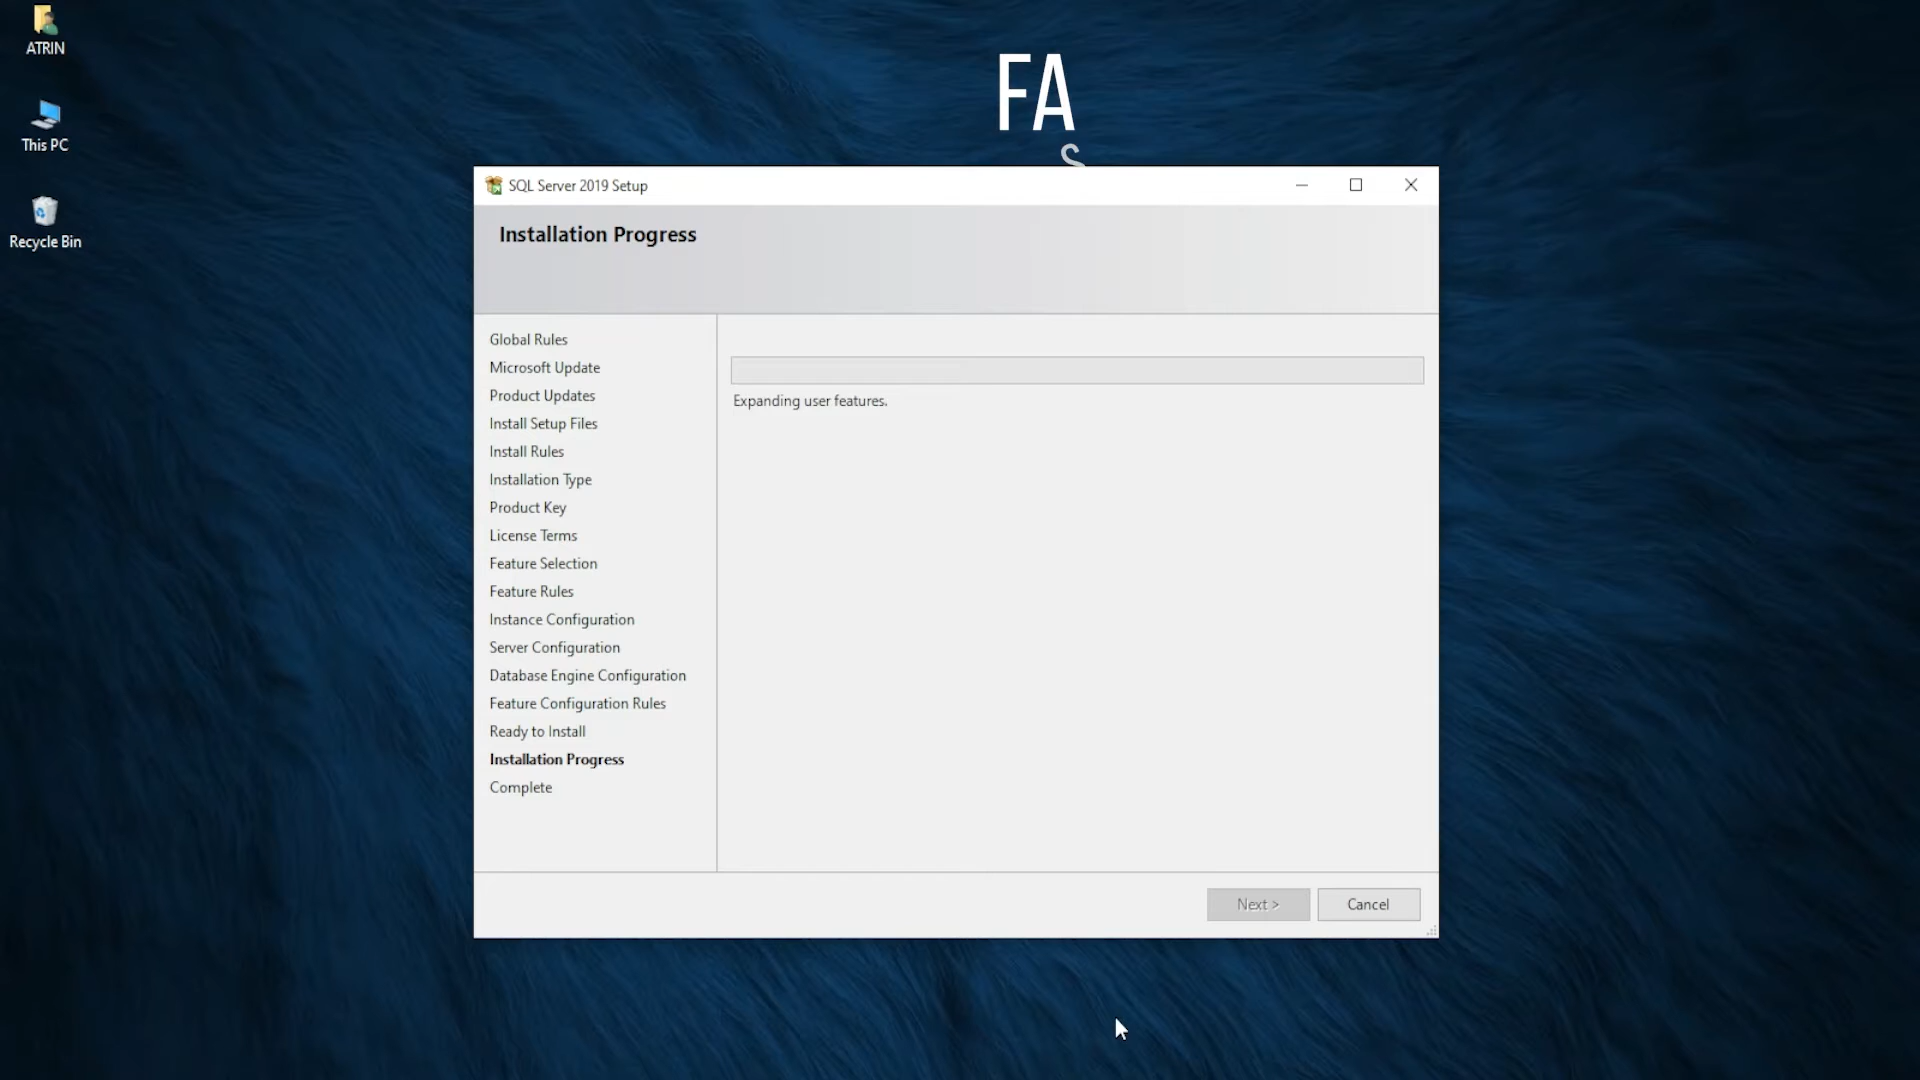 ATRIN
This PC
Recycle Bin
FA
S
SQL Server 2019 Setup
Installation Progress
Global Rules
Microsoft Update
Product Updates
Install Setup Files
Install Rules
Installation Type
Product Key
License Terms
Feature Selection
Feature Rules
Instance Configuration
Server Configuration
Database Engine Configuration
Feature Configuration Rules
Ready to Install
Installation Progress
Complete
Expanding user features.
Next >
Cancel